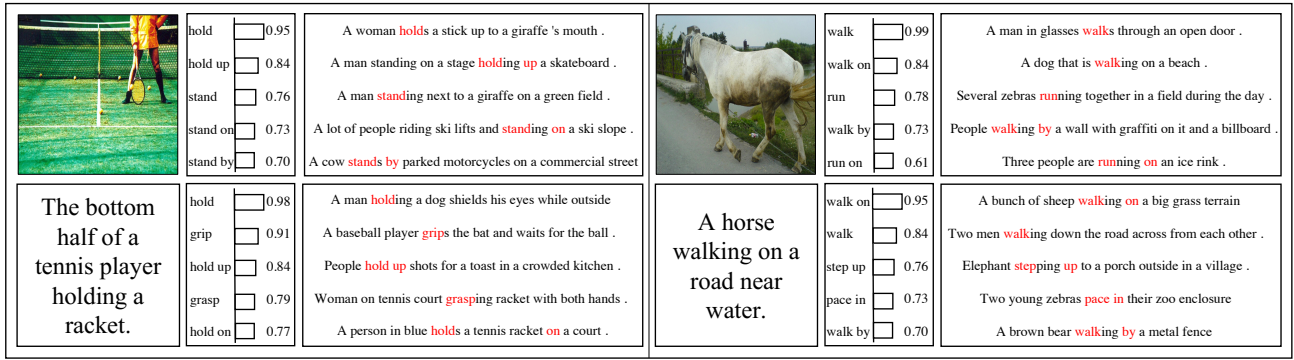 hold 0.95 A woman holds a stick up to a giraffe 's mouth .
hold up 0.84 A man standing on a stage holding up a skateboard .
stand 0.76 A man standing next to a giraffe on a green field .
stand on 0.73 A lot of people riding ski lifts and standing on a ski slope .
stand by 0.70 A cow stands by parked motorcycles on a commercial street
The bottom
half of a
tennis player
holding a
racket.
hold 0.98 A man holding a dog shields his eyes while outside
grip 0.91 A baseball player grips the bat and waits for the ball .
hold up 0.84 People hold up shots for a toast in a crowded kitchen .
grasp 0.79 Woman on tennis court grasping racket with both hands .
hold on 0.77 A person in blue holds a tennis racket on a court .
walk 0.99 A man in glasses walks through an open door .
walk on 0.84 A dog that is walking on a beach .
run 0.78 Several zebras running together in a field during the day .
walk by 0.73 People walking by a wall with graffiti on it and a billboard .
run on 0.61 Three people are running on an ice rink .
A horse
walking on a
road near
water.
walk on 0.95 A bunch of sheep walking on a big grass terrain
walk 0.84 Two men walking down the road across from each other .
step up 0.76 Elephant stepping up to a porch outside in a village .
pace in 0.73 Two young zebras pace in their zoo enclosure
walk by 0.70 A brown bear walking by a metal fence